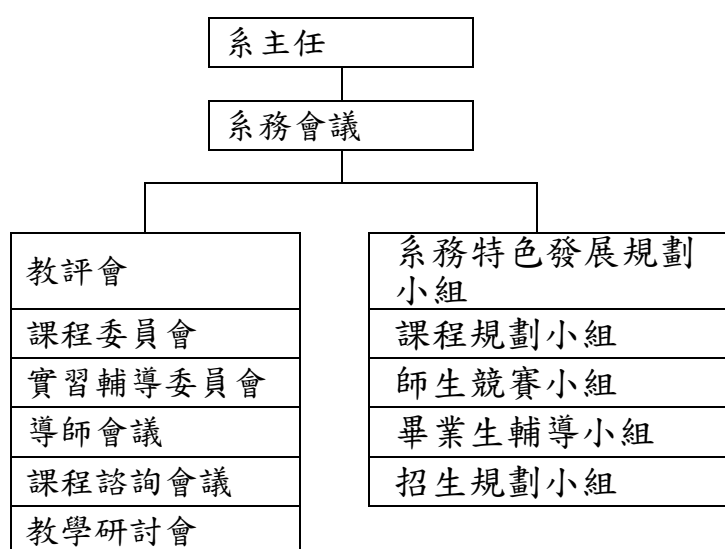 系主任
系務會議
教評會
課程委員會
實習輔導委員會
導師會議
課程諮詢會議
教學研討會
系務特色發展規劃
小組
課程規劃小組
師生競賽小組
畢業生輔導小組
招生規劃小組